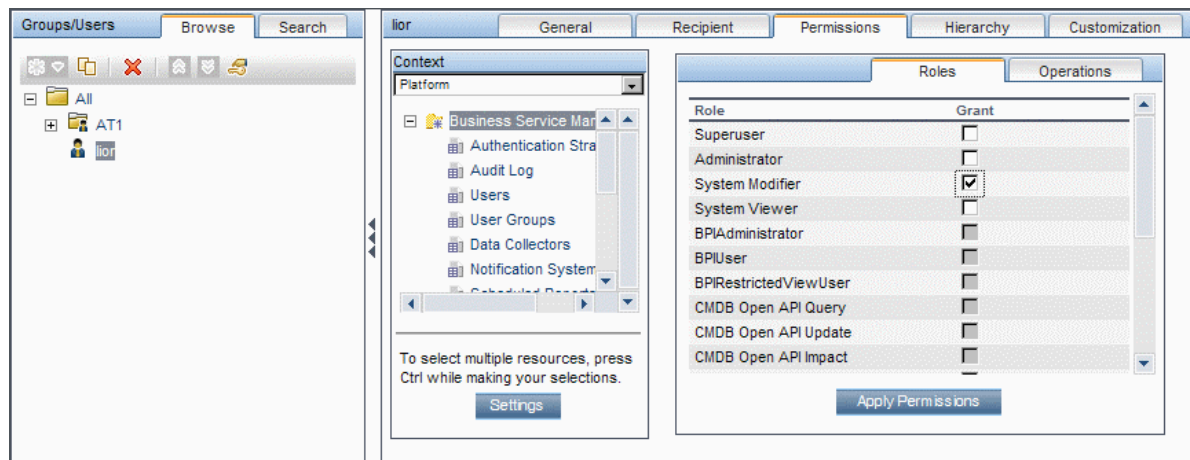 Groups/Users Browse Search
All
AT1
lior
lior General Recipient Permissions Hierarchy Customization
Context
Platform
Business Service Mar
Authentication Stra
Audit Log
Users
User Groups
Data Collectors
Notification System
Scheduled Reports
To select multiple resources, press
Ctrl while making your selections.
Settings
Roles Operations
Role Grant
Superuser
Administrator
System Modifier
System Viewer
BPIAdministrator
BPIUser
BPIRestrictedViewUser
CMDB Open API Query
CMDB Open API Update
CMDB Open API Impact
Apply Permissions